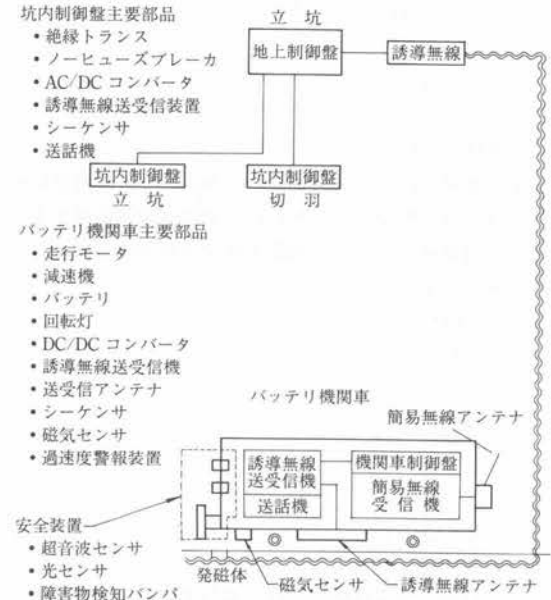 坑内制御盤主要部品
• 絶縁トランス
• ノーヒューズブレーカ
• AC/DC コンバータ
• 誘導無線送受信装置
• シーケンサ
• 送話機
立 坑
地上制御盤
誘導無線
坑内制御盤
立 坑
坑内制御盤
切 羽
バッテリ機関車主要部品
• 走行モータ
• 減速機
• バッテリ
• 回転灯
• DC/DC コンバータ
• 誘導無線送受信機
• 送受信アンテナ
• シーケンサ
• 磁気センサ
• 過速度警報装置
バッテリ機関車
簡易無線アンテナ
誘導無線
送受信機
送話機
機関車制御盤
簡易無線
受 信 機
安全装置
• 超音波センサ
• 光センサ
• 障害物検知バンパ
発磁体
磁気センサ
誘導無線アンテナ